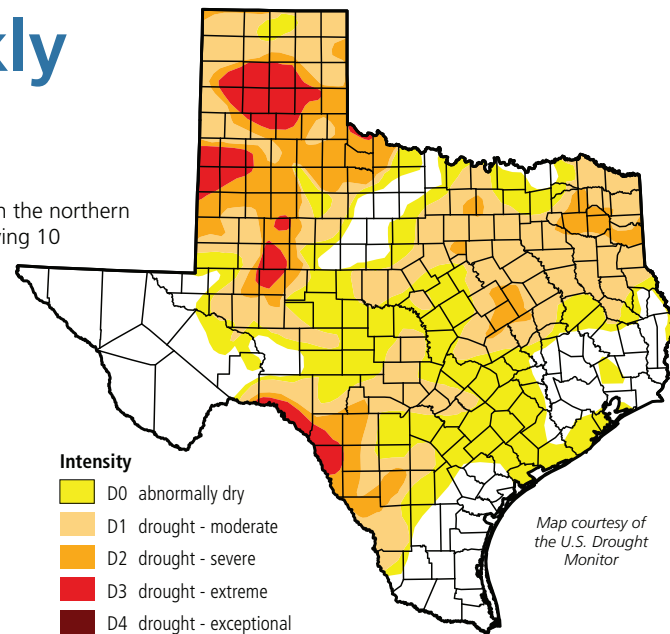 kly
n the northern
ving 10
Intensity
D0 abnormally dry
D1 drought - moderate
D2 drought - severe
D3 drought - extreme
D4 drought - exceptional
Map courtesy of
the U.S. Drought
Monitor